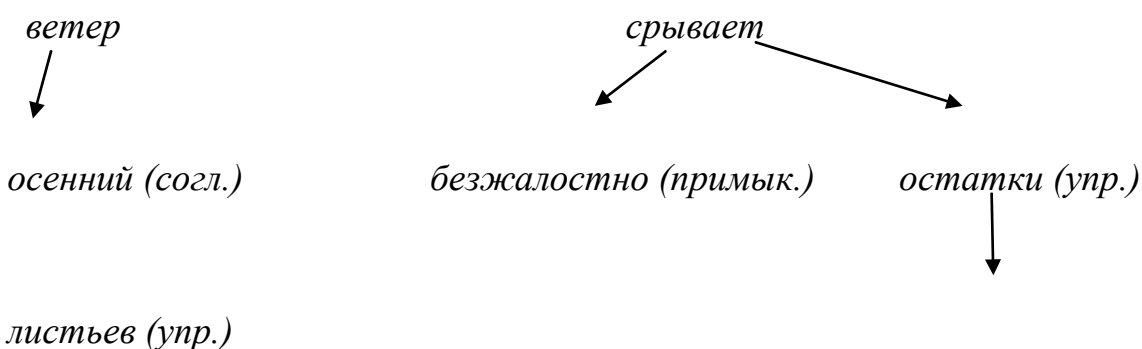 ветер срывает
осенний (согл.) безжалостно (примык.) остатки (упр.)
листьев (упр.)